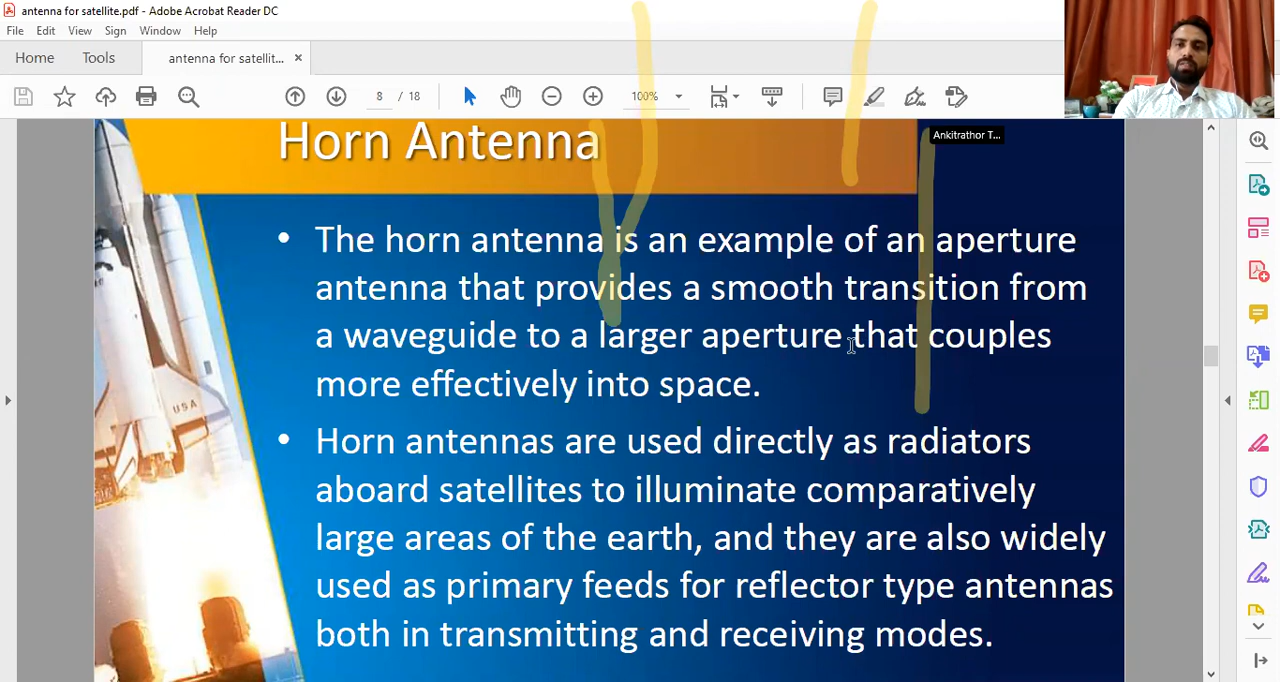 antenna for satellite.pdf - Adobe Acrobat Reader DC
File Edit View Sign Window Help
Home Tools antenna for satellit... ×
8 / 18 100%
Ankitrathor T...
Horn Antenna
• The horn antenna is an example of an aperture
antenna that provides a smooth transition from
a waveguide to a larger aperture that couples
more effectively into space.
• Horn antennas are used directly as radiators
aboard satellites to illuminate comparatively
large areas of the earth, and they are also widely
used as primary feeds for reflector type antennas
both in transmitting and receiving modes.
USA